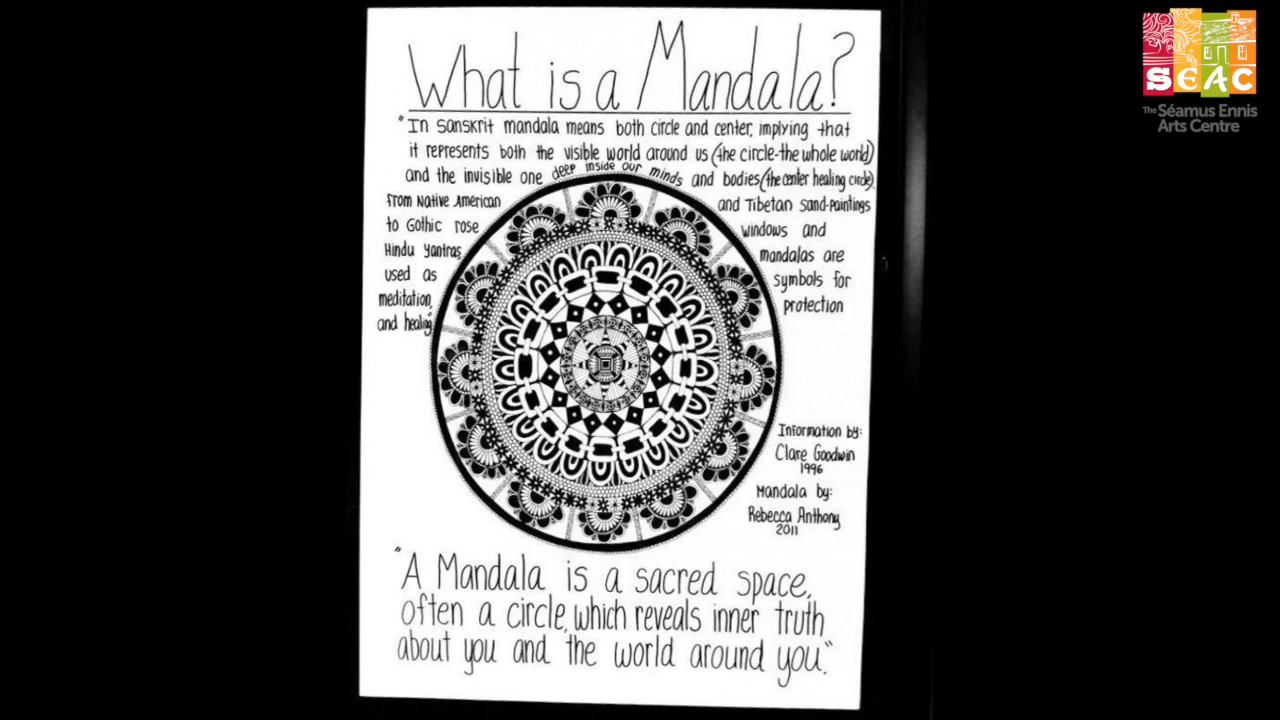 What is a Mandala?
"In Sanskrit mandala means both circle and center, implying that
it represents both the visible world around us (the circle-the whole world)
and the invisible one deep inside our minds and bodies (the center healing circle).
from Native American and Tibetan sand-paintings
to Gothic rose windows and
Hindu yantras mandalas are
used as symbols for
meditation, protection
and healing"
Information by:
Clare Goodwin
1996
Mandala by:
Rebecca Anthony
2011
"A Mandala is a sacred space,
often a circle, which reveals inner truth
about you and the world around you."
SEAC
The Séamus Ennis
Arts Centre